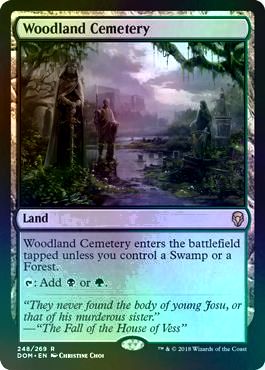 Woodland Cemetery
Land
Woodland Cemetery enters the battlefield
tapped unless you control a Swamp or a
Forest.
: Add or .
“They never found the body of young Josu, or
that of his murderous sister.”
—“The Fall of the House of Vess”
248/269 R
DOM • EN Christine Choi
™ & © 2018 Wizards of the Coast